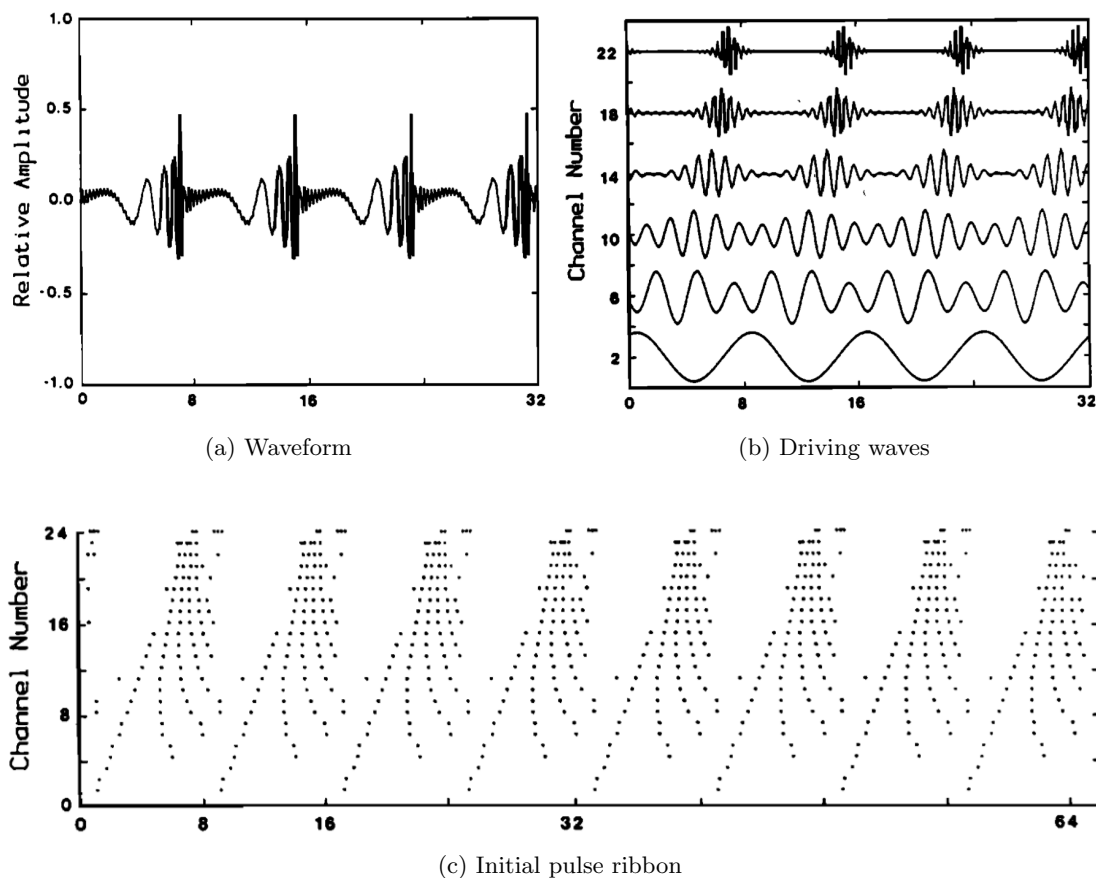 1.0
0.5
0.0
-0.5
-1.0
Relative Amplitude
0 8 16 24 32
(a) Waveform
22
18
14
10
6
2
Channel Number
0 8 16 24 32
(b) Driving waves
24
16
8
0
Channel Number
0 8 16 32 64
(c) Initial pulse ribbon